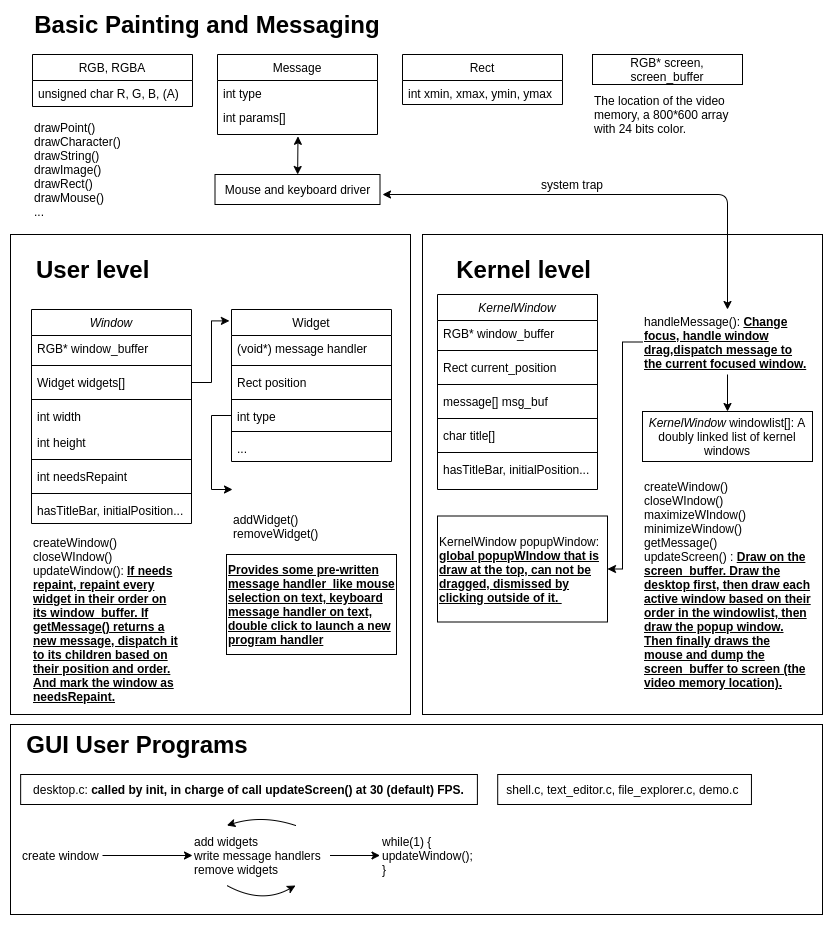 Basic Painting and Messaging
RGB, RGBA
unsigned char R, G, B, (A)
drawPoint()
drawCharacter()
drawString()
drawImage()
drawRect()
drawMouse()
...
Message
int type
int params[]
Mouse and keyboard driver
Rect
int xmin, xmax, ymin, ymax
RGB* screen,
screen_buffer
The location of the video
memory, a 800*600 array
with 24 bits color.
system trap
User level
Window
RGB* window_buffer
Widget widgets[]
int width
int height
int needsRepaint
hasTitleBar, initialPosition...
createWindow()
closeWIndow()
updateWindow(): If needs
repaint, repaint every
widget in their order on
its window_buffer. If
getMessage() returns a
new message, dispatch it
to its children based on
their position and order.
And mark the window as
needsRepaint.
Widget
(void*) message handler
Rect position
int type
...
addWidget()
removeWidget()
Provides some pre-written
message handler like mouse
selection on text, keyboard
message handler on text,
double click to launch a new
program handler
Kernel level
KernelWindow
RGB* window_buffer
Rect current_position
message[] msg_buf
char title[]
hasTitleBar, initialPosition...
KernelWindow popupWindow:
global popupWIndow that is
draw at the top, can not be
dragged, dismissed by
clicking outside of it.
handleMessage(): Change
focus, handle window
drag,dispatch message to
the current focused window.
KernelWindow windowlist[]: A
doubly linked list of kernel
windows
createWindow()
closeWIndow()
maximizeWIndow()
minimizeWindow()
getMessage()
updateScreen() : Draw on the
screen_buffer. Draw the
desktop first, then draw each
active window based on their
order in the windowlist, then
draw the popup window.
Then finally draws the
mouse and dump the
screen_buffer to screen (the
video memory location).
GUI User Programs
desktop.c: called by init, in charge of call updateScreen() at 30 (default) FPS.
shell.c, text_editor.c, file_explorer.c, demo.c
create window
add widgets
write message handlers
remove widgets
while(1) {
updateWindow();
}